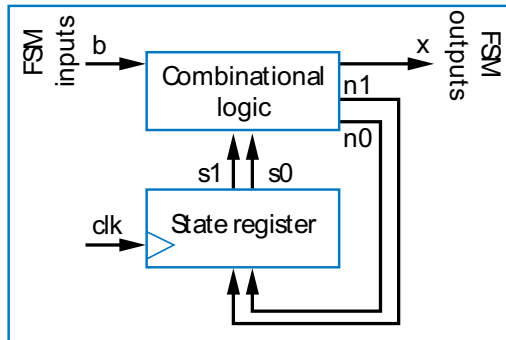 FSM
inputs
b
Combinational
logic
x
FSM
outputs
n1
n0
s1
s0
clk
State register